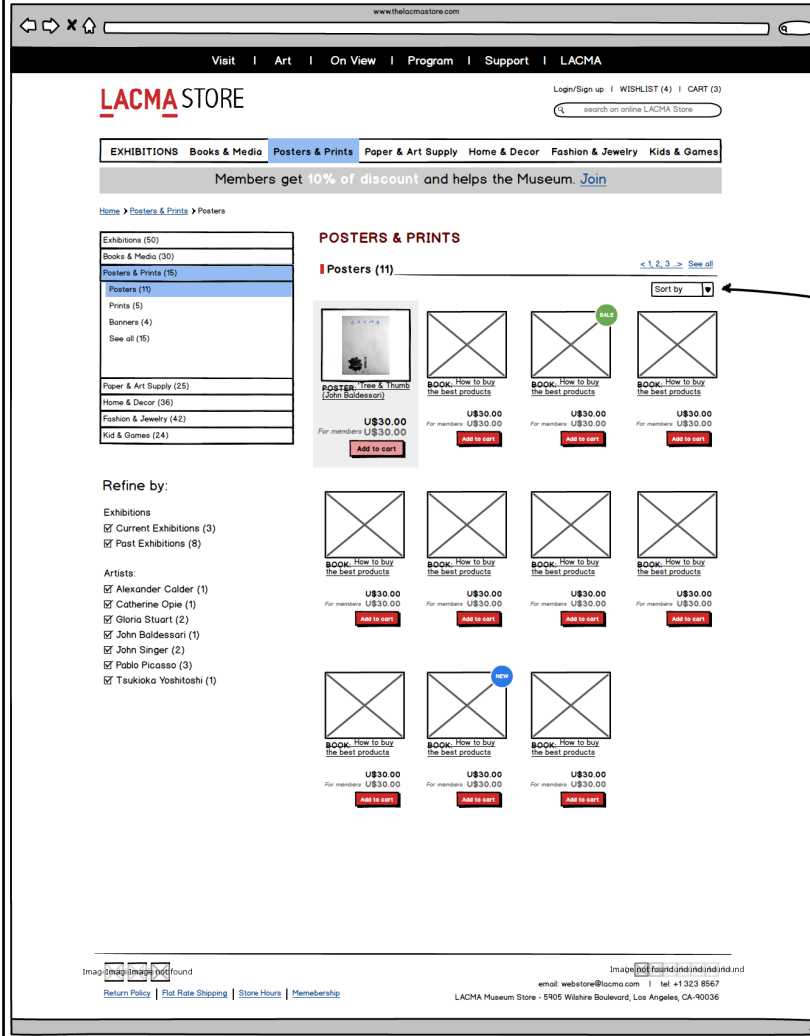 www.thelacmastore.com
Visit I Art I On View I Program I Support I LACMA
LACMA STORE
Login/Sign up I WISHLIST (4) I CART (3)
search on online LACMA Store
EXHIBITIONS Books & Media Posters & Prints Paper & Art Supply Home & Decor Fashion & Jewelry Kids & Games
Members get 10% of discount and helps the Museum. Join
Home > Posters & Prints > Posters
Exhibitions (50)
Books & Media (30)
Posters & Prints (15)
Posters (11)
Prints (5)
Banners (4)
See all (15)
Paper & Art Supply (25)
Home & Decor (36)
Fashion & Jewelry (42)
Kid & Games (24)
Refine by:
Exhibitions
Current Exhibitions (3)
Past Exhibitions (8)
Artists:
Alexander Calder (1)
Catherine Opie (1)
Gloria Stuart (2)
John Baldessari (1)
John Singer (2)
Pablo Picasso (3)
Tsukioka Yoshitoshi (1)
POSTERS & PRINTS
Posters (11)
< 1, 2, 3 ...> See all
Sort by
SALE
POSTER: 'Tree & Thumb
(John Baldessari)
U$30.00
For members U$30.00
Add to cart
BOOK: How to buy
the best products
U$30.00
For members U$30.00
Add to cart
BOOK: How to buy
the best products
U$30.00
For members U$30.00
Add to cart
BOOK: How to buy
the best products
U$30.00
For members U$30.00
Add to cart
BOOK: How to buy
the best products
U$30.00
For members U$30.00
Add to cart
BOOK: How to buy
the best products
U$30.00
For members U$30.00
Add to cart
BOOK: How to buy
the best products
U$30.00
For members U$30.00
Add to cart
BOOK: How to buy
the best products
U$30.00
For members U$30.00
Add to cart
NEW
BOOK: How to buy
the best products
U$30.00
For members U$30.00
Add to cart
BOOK: How to buy
the best products
U$30.00
For members U$30.00
Add to cart
BOOK: How to buy
the best products
U$30.00
For members U$30.00
Add to cart
Image not found
Image not found
Return Policy | Flat Rate Shipping | Store Hours | Memebership
email: webstore@lacma.com I tel: +1 323 8567
LACMA Museum Store - 5905 Wilshire Boulevard, Los Angeles, CA-90036